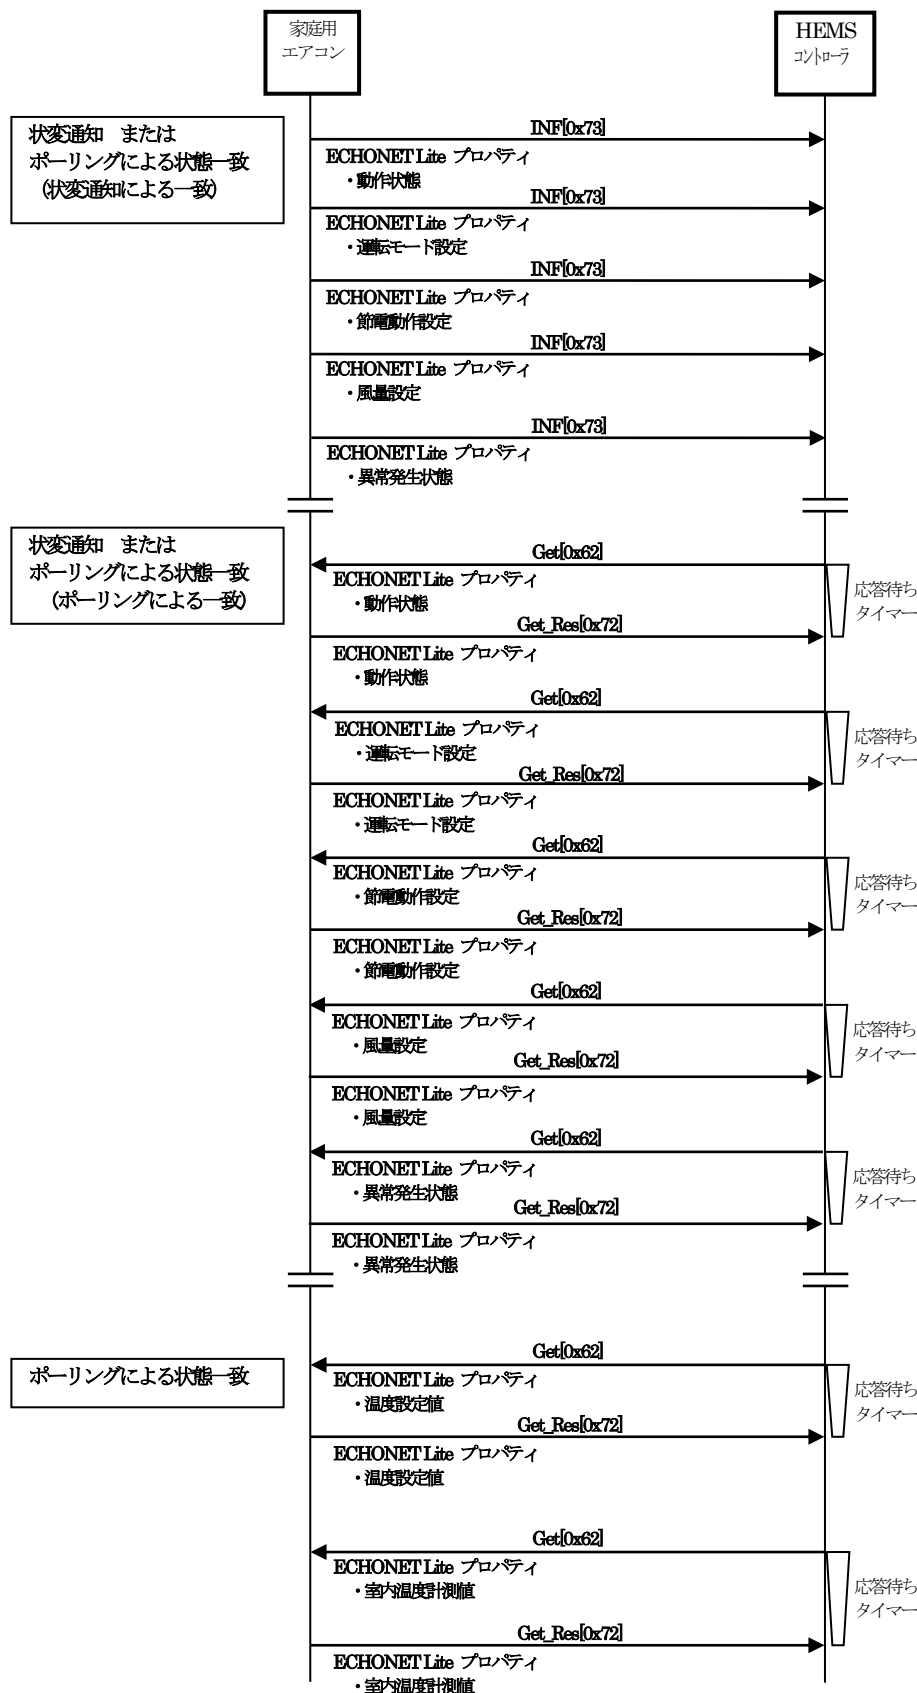 家庭用
エアコン
HEMS
コントローラ
状変通知　または
ポーリングによる状態一致
（状変通知による一致）
INF[0x73]
ECHONET Lite プロパティ
・動作状態
INF[0x73]
ECHONET Lite プロパティ
・運転モード設定
INF[0x73]
ECHONET Lite プロパティ
・節電動作設定
INF[0x73]
ECHONET Lite プロパティ
・風量設定
INF[0x73]
ECHONET Lite プロパティ
・異常発生状態
状変通知　または
ポーリングによる状態一致
（ポーリングによる一致）
Get[0x62]
ECHONET Lite プロパティ
・動作状態
応答待ち
タイマー
Get_Res[0x72]
ECHONET Lite プロパティ
・動作状態
Get[0x62]
ECHONET Lite プロパティ
・運転モード設定
応答待ち
タイマー
Get_Res[0x72]
ECHONET Lite プロパティ
・運転モード設定
Get[0x62]
ECHONET Lite プロパティ
・節電動作設定
応答待ち
タイマー
Get_Res[0x72]
ECHONET Lite プロパティ
・節電動作設定
Get[0x62]
ECHONET Lite プロパティ
・風量設定
応答待ち
タイマー
Get_Res[0x72]
ECHONET Lite プロパティ
・風量設定
Get[0x62]
ECHONET Lite プロパティ
・異常発生状態
応答待ち
タイマー
Get_Res[0x72]
ECHONET Lite プロパティ
・異常発生状態
ポーリングによる状態一致
Get[0x62]
ECHONET Lite プロパティ
・温度設定値
応答待ち
タイマー
Get_Res[0x72]
ECHONET Lite プロパティ
・温度設定値
Get[0x62]
ECHONET Lite プロパティ
・室内温度計測値
応答待ち
タイマー
Get_Res[0x72]
ECHONET Lite プロパティ
・室内温度計測値